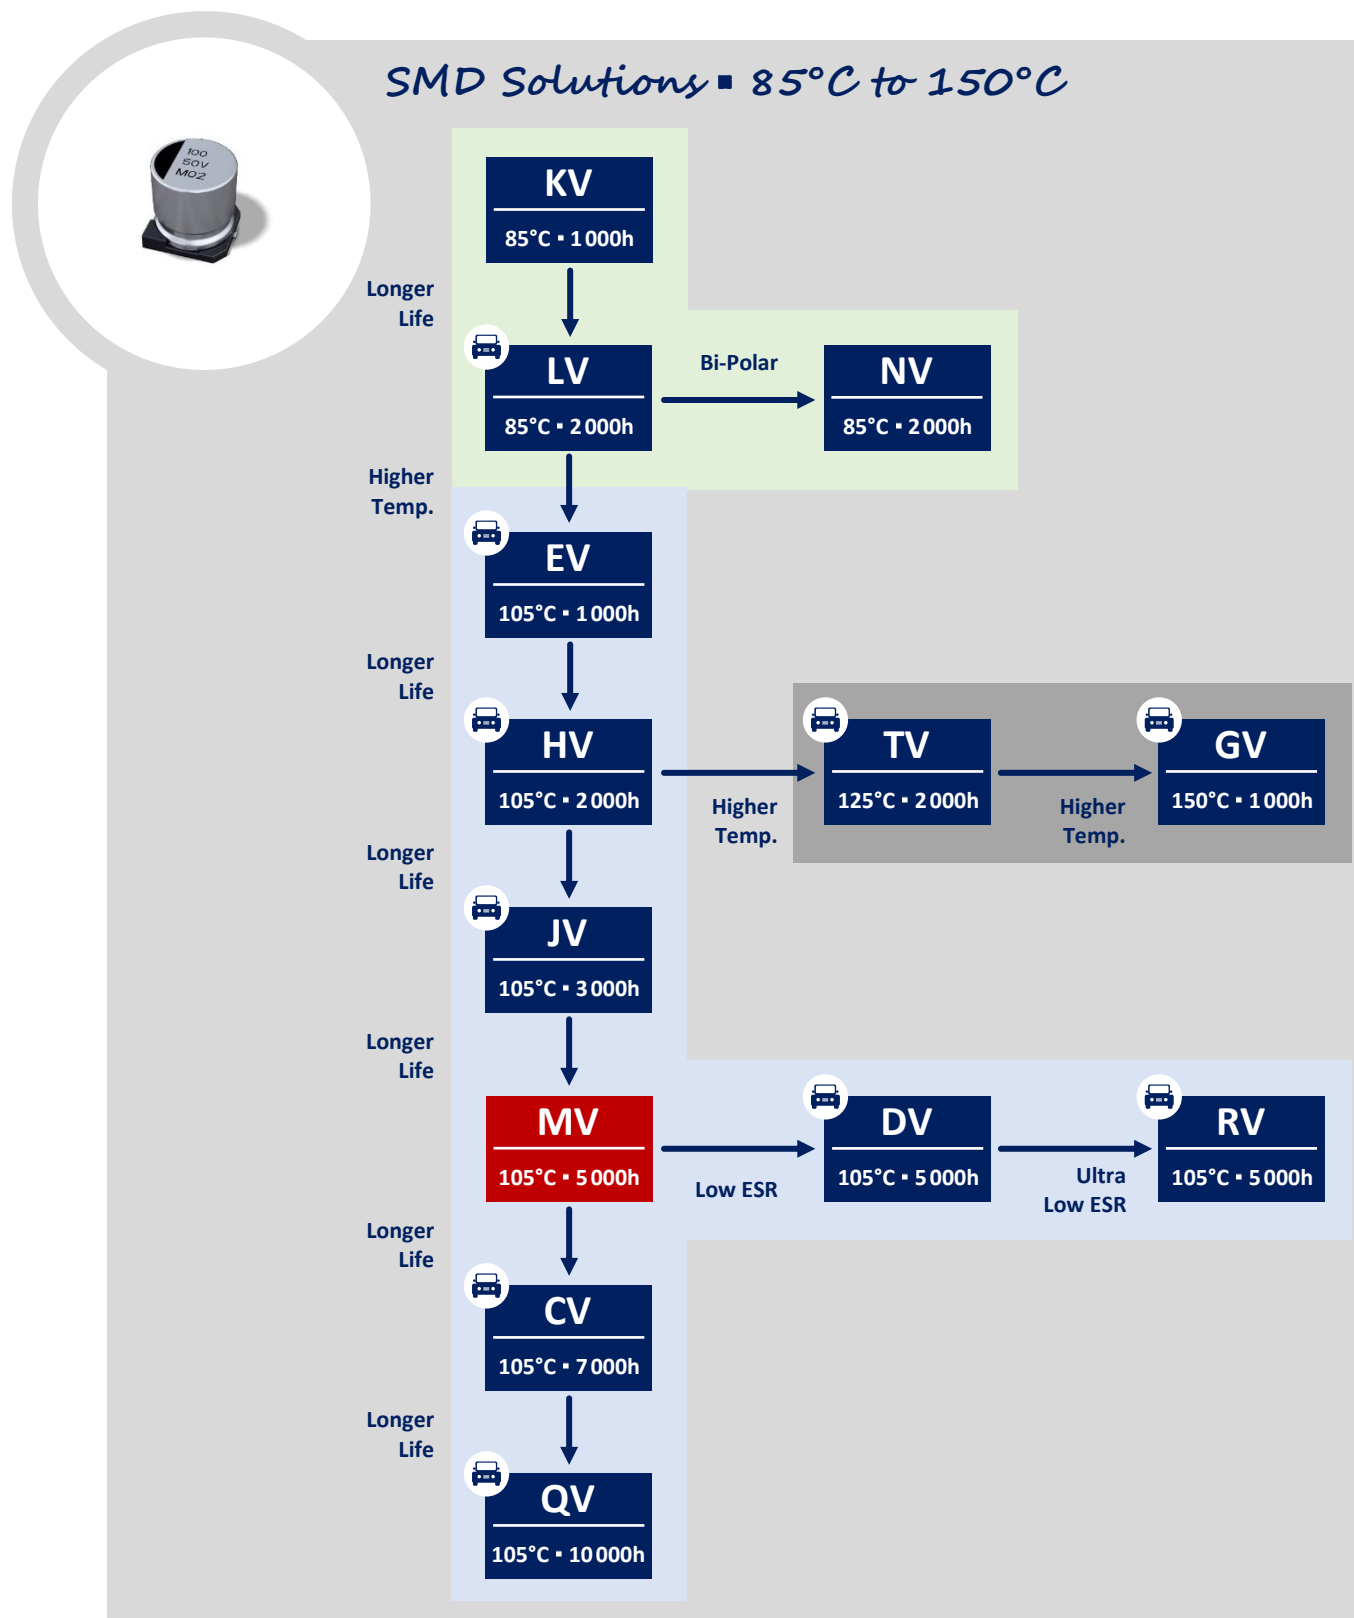 SMD Solutions ▪ 85°C to 150°C
100
50V
M0Z
KV
85°C ▪ 1 000h
Longer
Life
LV
85°C ▪ 2 000h
Bi-Polar
NV
85°C ▪ 2 000h
Higher
Temp.
EV
105°C ▪ 1 000h
Longer
Life
HV
105°C ▪ 2 000h
Higher
Temp.
TV
125°C ▪ 2 000h
Higher
Temp.
GV
150°C ▪ 1 000h
Longer
Life
JV
105°C ▪ 3 000h
Longer
Life
MV
105°C ▪ 5 000h
Low ESR
DV
105°C ▪ 5 000h
Ultra
Low ESR
RV
105°C ▪ 5 000h
Longer
Life
CV
105°C ▪ 7 000h
Longer
Life
QV
105°C ▪ 10 000h